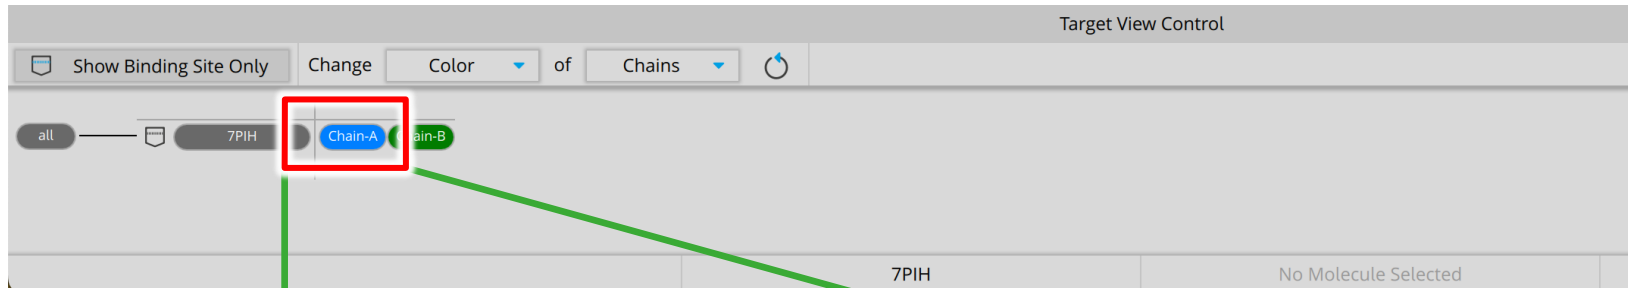 Target View Control
Show Binding Site Only Change Color of Chains
all 7PIH Chain-A ain-B
7PIH No Molecule Selected